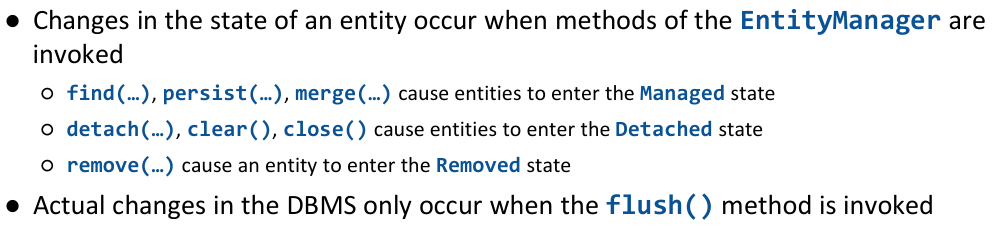 ● Changes in the state of an entity occur when methods of the EntityManager are
invoked
○ find(…), persist(…), merge(…) cause entities to enter the Managed state
○ detach(…), clear(), close() cause entities to enter the Detached state
○ remove(…) cause an entity to enter the Removed state
● Actual changes in the DBMS only occur when the flush() method is invoked